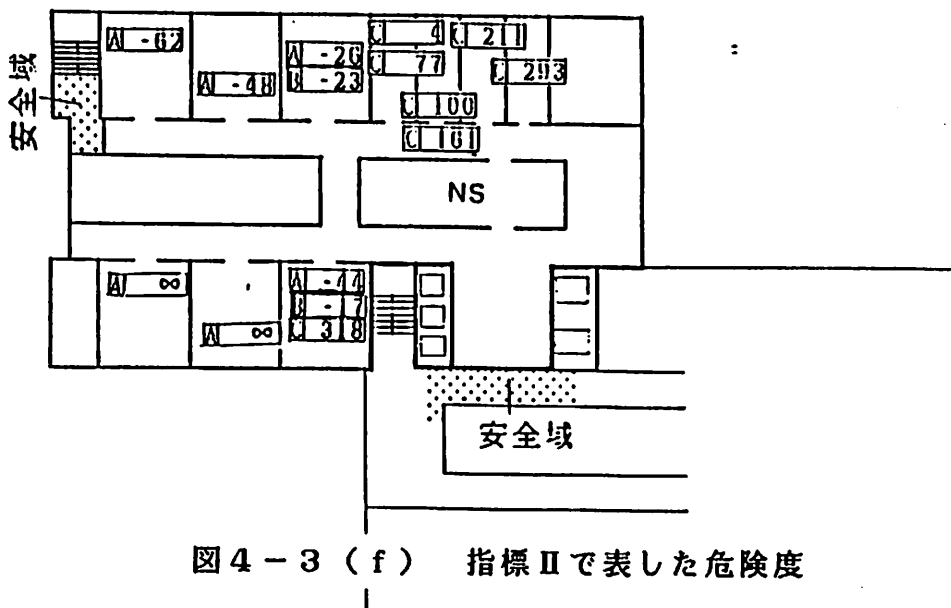 A -62
A -48
A -26
B -23
C 4
C 77
C 211
C 293
C 100
C 161
安全域
NS
A ∞
A ∞
A -44
B -7
C 318
安全域
図4-3(f) 指標Ⅱで表した危険度